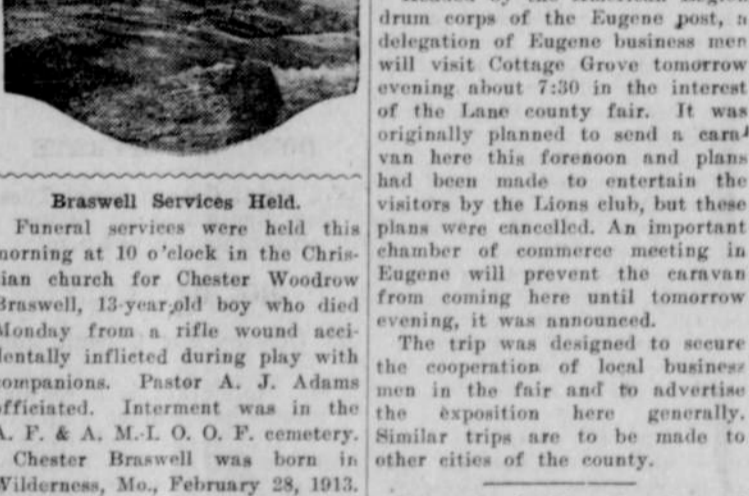 Braswell Services Held.
Funeral services were held this
morning at 10 o'clock in the Chris-
ian church for Chester Woodrow
Braswell, 13-year-old boy who died
Monday from a rifle wound acci-
dentally inflicted during play with
companions. Pastor A. J. Adams
officiated. Interment was in the
A. F. & A. M.-I. O. O. F. cemetery.
Chester Braswell was born in
Wilderness, Mo., February 28, 1913.
drum corps of the Eugene post, a
delegation of Eugene business men
will visit Cottage Grove tomorrow
evening about 7:30 in the interest
of the Lane county fair. It was
originally planned to send a cara-
van here this forenoon and plans
had been made to entertain the
visitors by the Lions club, but these
plans were cancelled. An important
chamber of commerce meeting in
Eugene will prevent the caravan
from coming here until tomorrow
evening, it was announced.
The trip was designed to secure
the cooperation of local business
men in the fair and to advertise
the exposition here generally.
Similar trips are to be made to
other cities of the county.